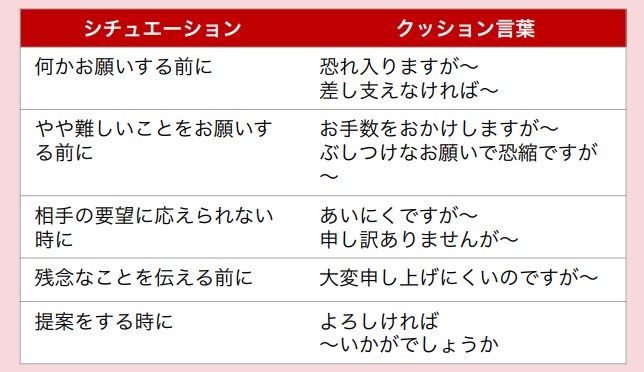 シチュエーション クッション言葉
何かお願いする前に 恐れ入りますが～
差し支えなければ～
やや難しいことをお願いす お手数をおかけしますが～
る前に ぶしつけなお願いで恐縮ですが
～
相手の要望に応えられない あいにくですが～
時に 申し訳ありませんが～
残念なことを伝える前に 大変申し上げにくいのですが～
提案をする時に よろしければ
～いかがでしょうか